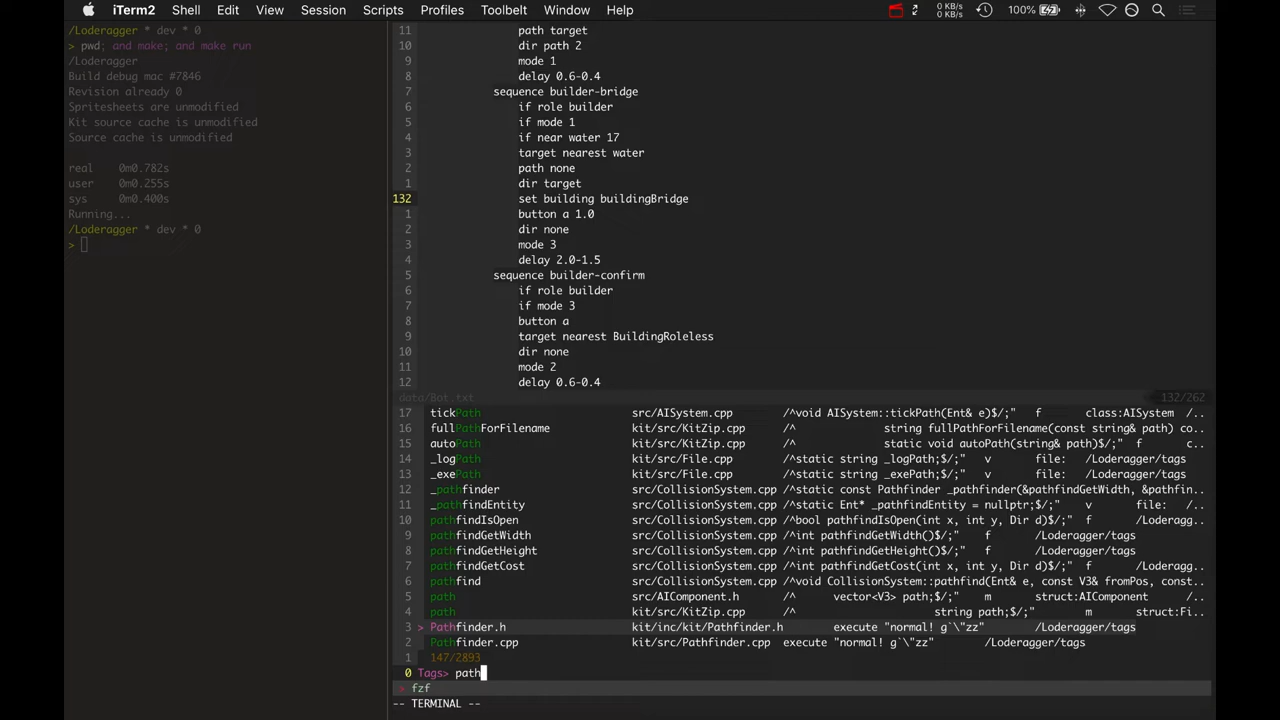 iTerm2 Shell Edit View Session Scripts Profiles Toolbelt Window Help 0 KB/s 0 KB/s 100%
/Loderagger * dev * 0
> pwd; and make; and make run
/Loderagger
Build debug mac #7846
Revision already 0
Spritesheets are unmodified
Kit source cache is unmodified
Source cache is unmodified
real 0m0.782s
user 0m0.255s
sys 0m0.400s
Running...
/Loderagger * dev * 0
>
11 path target
10 dir path 2
9 mode 1
8 delay 0.6-0.4
7 sequence builder-bridge
6 if role builder
5 if mode 1
4 if near water 17
3 target nearest water
2 path none
1 dir target
132 set building buildingBridge
1 button a 1.0
2 dir none
3 mode 3
4 delay 2.0-1.5
5 sequence builder-confirm
6 if role builder
7 if mode 3
8 button a
9 target nearest BuildingRoleless
10 dir none
11 mode 2
12 delay 0.6-0.4
data/Bot.txt 132/262
17 tickPath src/AISystem.cpp /^void AISystem::tickPath(Ent& e)$/;" f class:AISystem /..
16 fullPathForFilename kit/src/KitZip.cpp /^ string fullPathForFilename(const string& path) co..
15 autoPath kit/src/KitZip.cpp /^ static void autoPath(string& path)$/;" f c..
14 _logPath kit/src/File.cpp /^static string _logPath;$/;" v file: /Loderagger/tags
13 _exePath kit/src/File.cpp /^static string _exePath;$/;" v file: /Loderagger/tags
12 _pathfinder src/CollisionSystem.cpp /^static const Pathfinder _pathfinder(&pathfindGetWidth, &pathfin..
11 _pathfindEntity src/CollisionSystem.cpp /^static Ent* _pathfindEntity = nullptr;$/;" v file: /..
10 pathfindIsOpen src/CollisionSystem.cpp /^bool pathfindIsOpen(int x, int y, Dir d)$/;" f /Loderagg..
9 pathfindGetWidth src/CollisionSystem.cpp /^int pathfindGetWidth()$/;" f /Loderagger/tags
8 pathfindGetHeight src/CollisionSystem.cpp /^int pathfindGetHeight()$/;" f /Loderagger/tags
7 pathfindGetCost src/CollisionSystem.cpp /^int pathfindGetCost(int x, int y, Dir d)$/;" f /Loderagg..
6 pathfind src/CollisionSystem.cpp /^void CollisionSystem::pathfind(Ent& e, const V3& fromPos, const..
5 path src/AIComponent.h /^ vector<V3> path;$/;" m struct:AIComponent /..
4 path kit/src/KitZip.cpp /^ string path;$/;" m struct:Fi..
3 > Pathfinder.h kit/inc/kit/Pathfinder.h execute "normal! g`\"zz" /Loderagger/tags
2 Pathfinder.cpp kit/src/Pathfinder.cpp execute "normal! g`\"zz" /Loderagger/tags
1 147/2893
0 Tags> path
> fzf
-- TERMINAL --